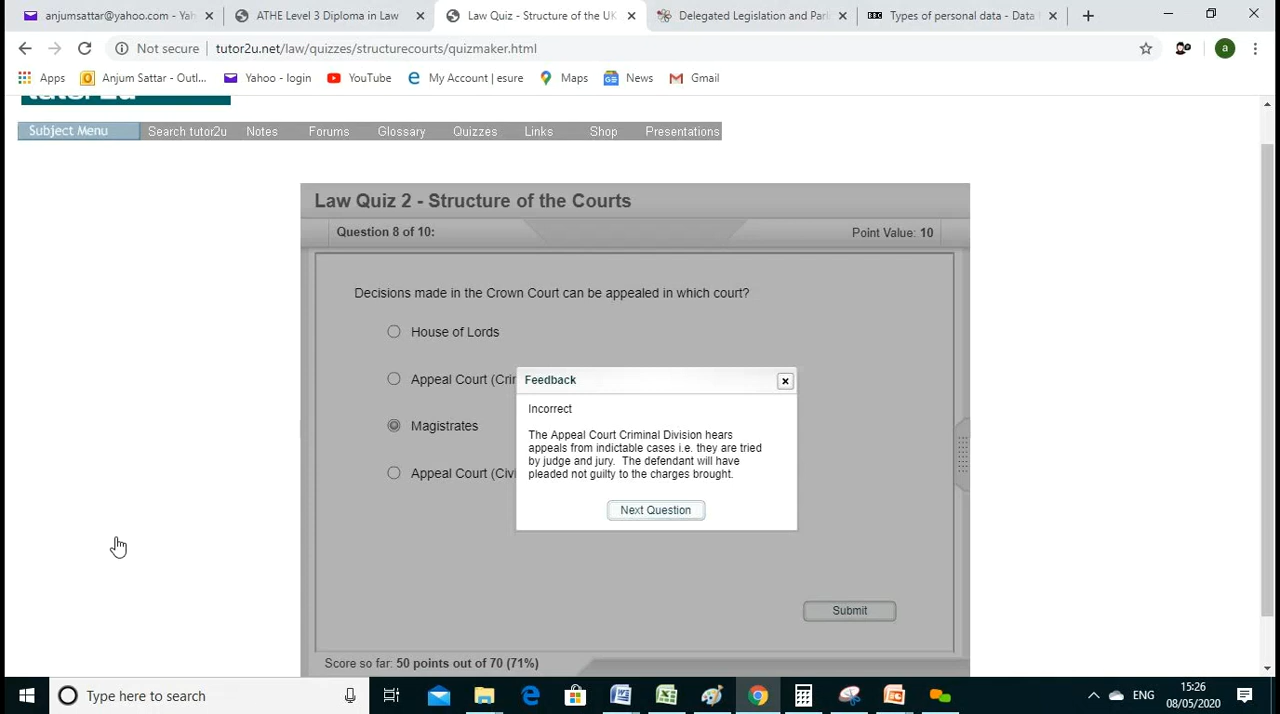 anjumsattar@yahoo.com - Yah
ATHE Level 3 Diploma in Law
Law Quiz - Structure of the UK
Delegated Legislation and Parli
Types of personal data - Data P
Not secure
tutor2u.net/law/quizzes/structurecourts/quizmaker.html
a
Apps
Anjum Sattar - Outl...
Yahoo - login
YouTube
My Account | esure
Maps
News
Gmail
Subject Menu
Search tutor2u
Notes
Forums
Glossary
Quizzes
Links
Shop
Presentations
Law Quiz 2 - Structure of the Courts
Question 8 of 10:
Point Value: 10
Decisions made in the Crown Court can be appealed in which court?
House of Lords
Appeal Court (Crim
Magistrates
Appeal Court (Civi
Feedback
Incorrect
The Appeal Court Criminal Division hears
appeals from indictable cases i.e. they are tried
by judge and jury. The defendant will have
pleaded not guilty to the charges brought.
Next Question
Submit
Score so far: 50 points out of 70 (71%)
Type here to search
ENG
15:26
08/05/2020